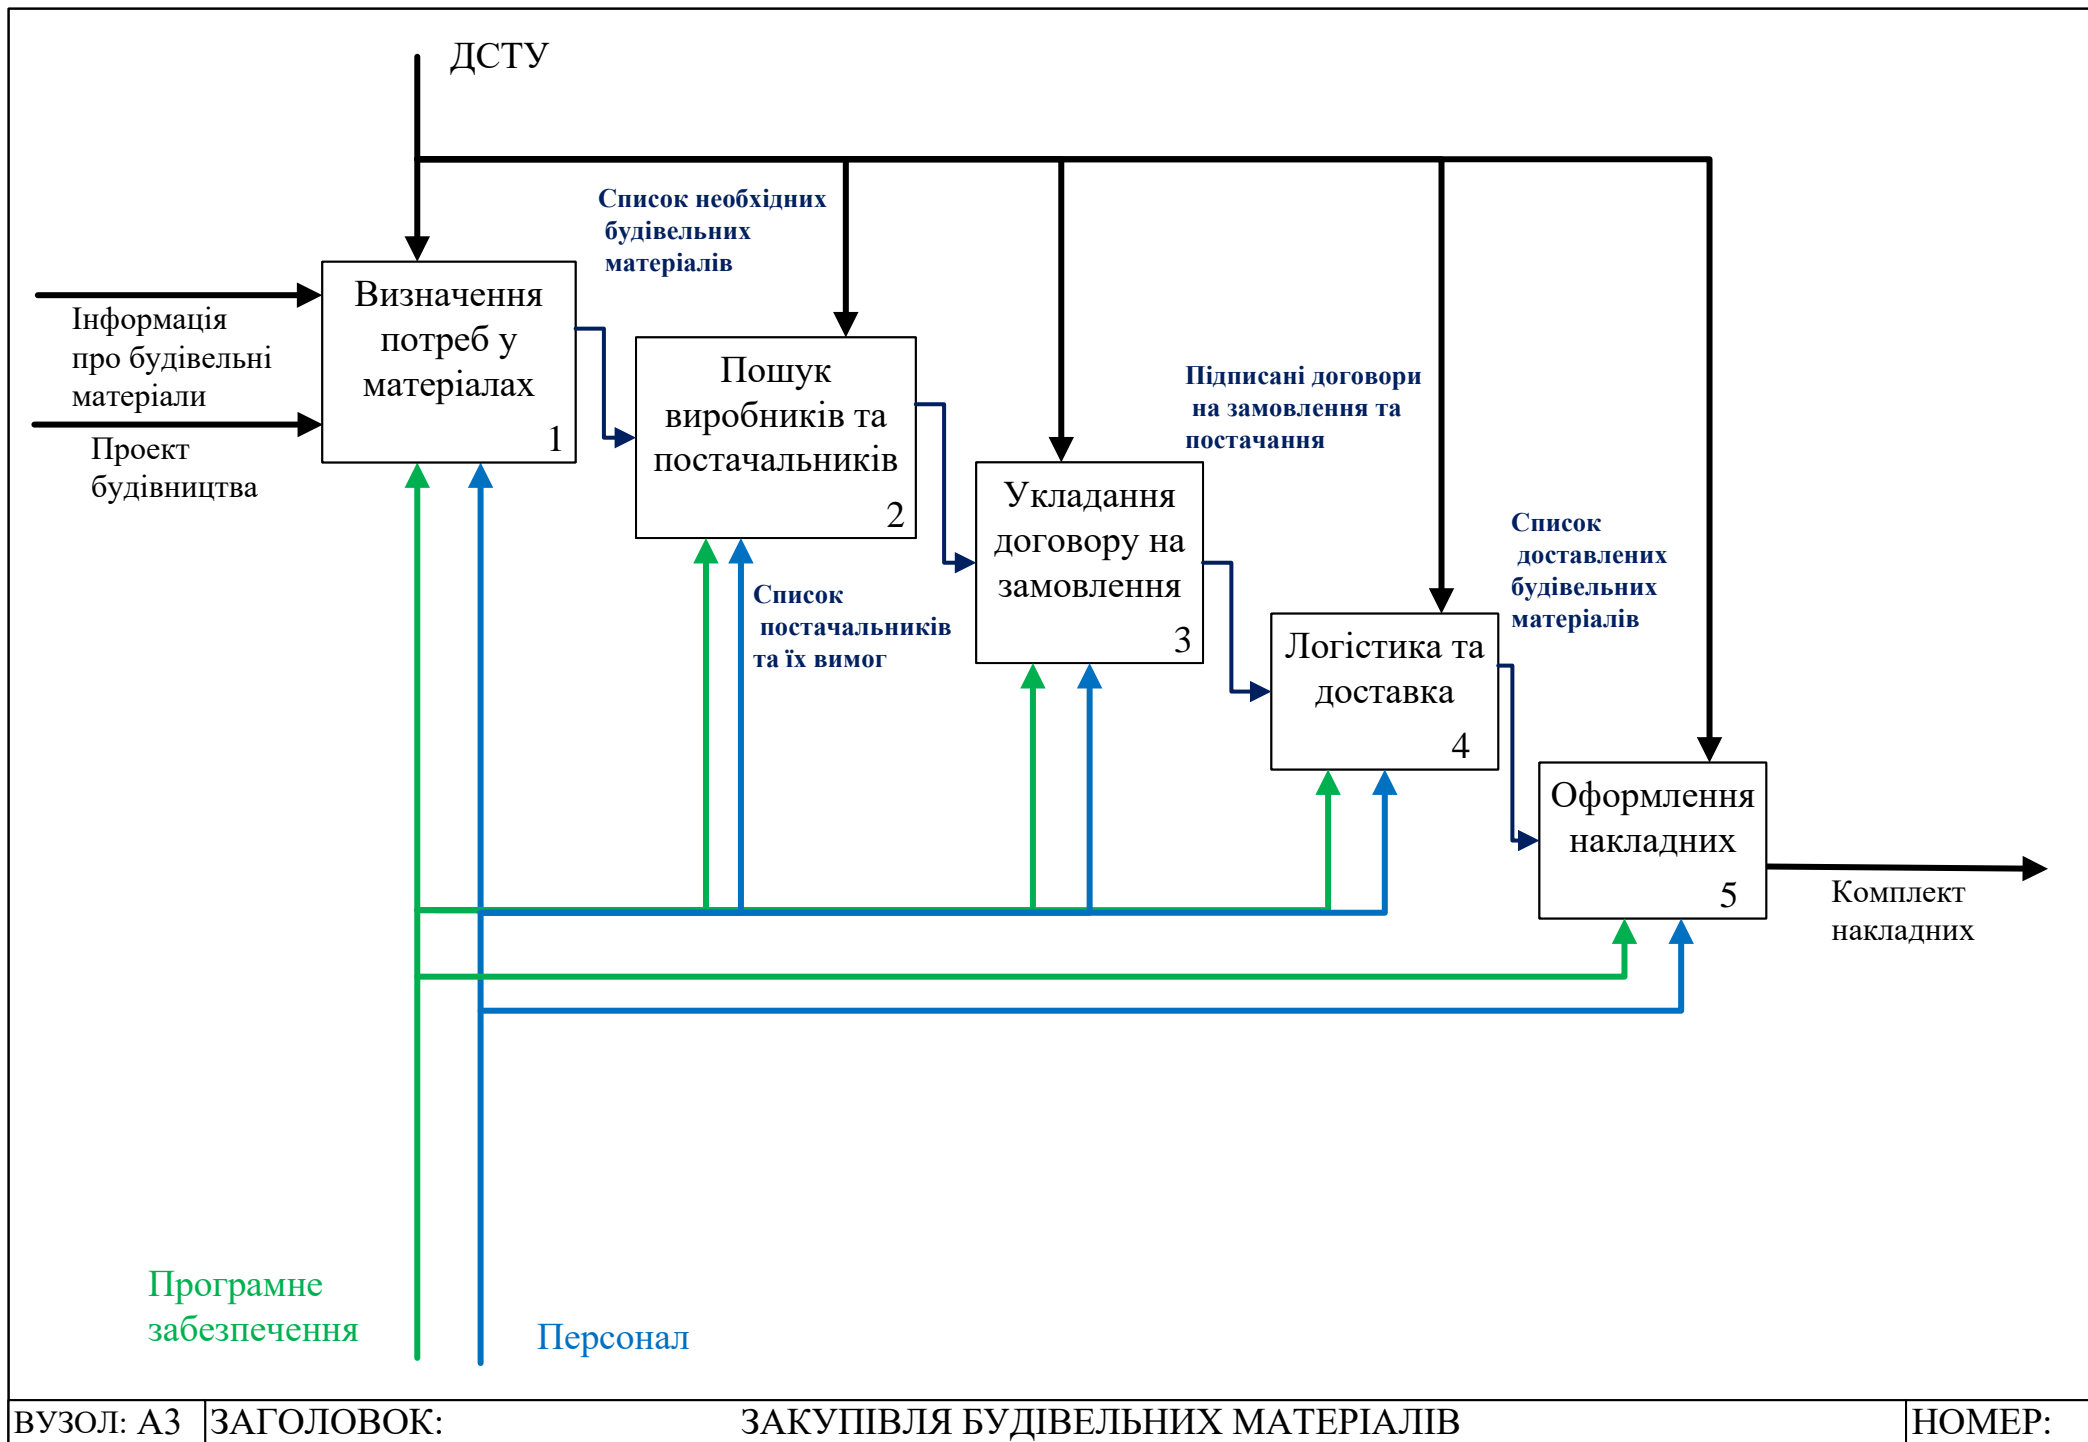 ДСТУ
Список необхідних
будівельних
матеріалів
Визначення
потреб у
матеріалах
1
Інформація
про будівельні
матеріали
Проект
будівництва
Пошук
виробників та
постачальників
2
Підписані договори
на замовлення та
постачання
Укладання
договору на
замовлення
3
Список
доставлених
будівельних
матеріалів
Список
постачальників
та їх вимог
Логістика та
доставка
4
Оформлення
накладних
5
Комплект
накладних
Програмне
забезпечення
Персонал
ВУЗОЛ: А3
ЗАГОЛОВОК:
ЗАКУПІВЛЯ БУДІВЕЛЬНИХ МАТЕРІАЛІВ
НОМЕР: